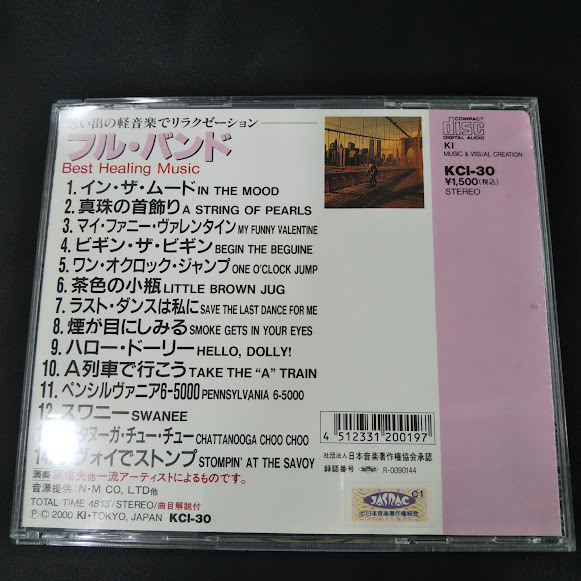 い出の軽音楽でリラクゼーション
フル・バンド
Best Healing Music
1. イン・ザ・ムード IN THE MOOD
2. 真珠の首飾り A STRING OF PEARLS
3. マイ・ファニー・ヴァレンタイン MY FUNNY VALENTINE
4. ビギン・ザ・ビギン BEGIN THE BEGUINE
5. ワン・オクロック・ジャンプ ONE O'CLOCK JUMP
6. 茶色の小瓶 LITTLE BROWN JUG
7. ラスト・ダンスは私に SAVE THE LAST DANCE FOR ME
8. 煙が目にしみる SMOKE GETS IN YOUR EYES
9. ハロー・ドーリー HELLO, DOLLY!
10. A列車で行こう TAKE THE "A" TRAIN
11. ペンシルヴァニア6-5000 PENNSYLVANIA 6-5000
12. スワニー SWANEE
タヌーガ・チュー・チュー CHATTANOOGA CHOO CHOO
ヴォイでストンプ STOMPIN' AT THE SAVOY
演奏 他一流アーティストによるものです。
音源提供:N・M CO, LTD他
TOTAL TIME 48'13"/STEREO/曲目解説付
Ⓟ© 2000 KI・TOKYO, JAPAN KCI-30
COMPACT
disc
DIGITAL AUDIO
KI
MUSIC & VISUAL CREATION
KCI-30
¥1,500(税込)
STEREO
4 512331 200197
社団法人 日本音楽著作権協会承認
録認番号 R-0090144
C1
JASRAC